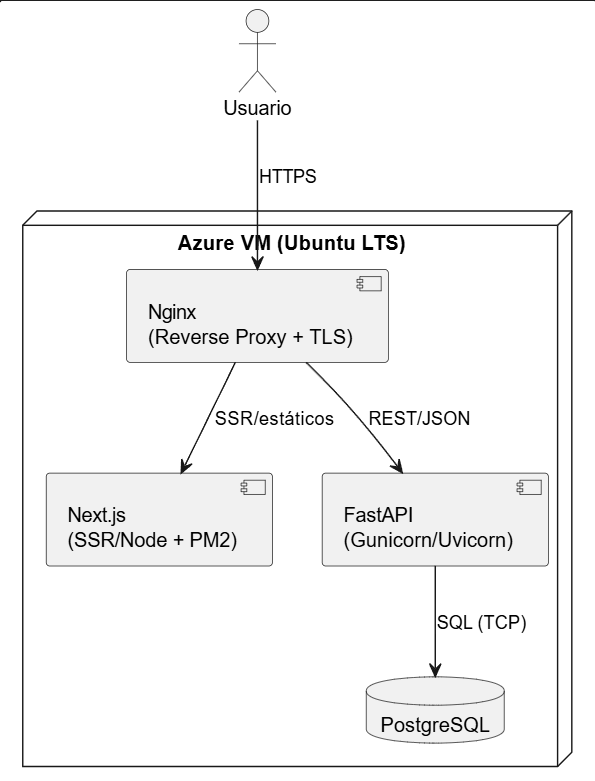 Usuario
HTTPS
Azure VM (Ubuntu LTS)
Nginx
(Reverse Proxy + TLS)
SSR/estáticos
REST/JSON
Next.js
(SSR/Node + PM2)
FastAPI
(Gunicorn/Uvicorn)
SQL (TCP)
PostgreSQL